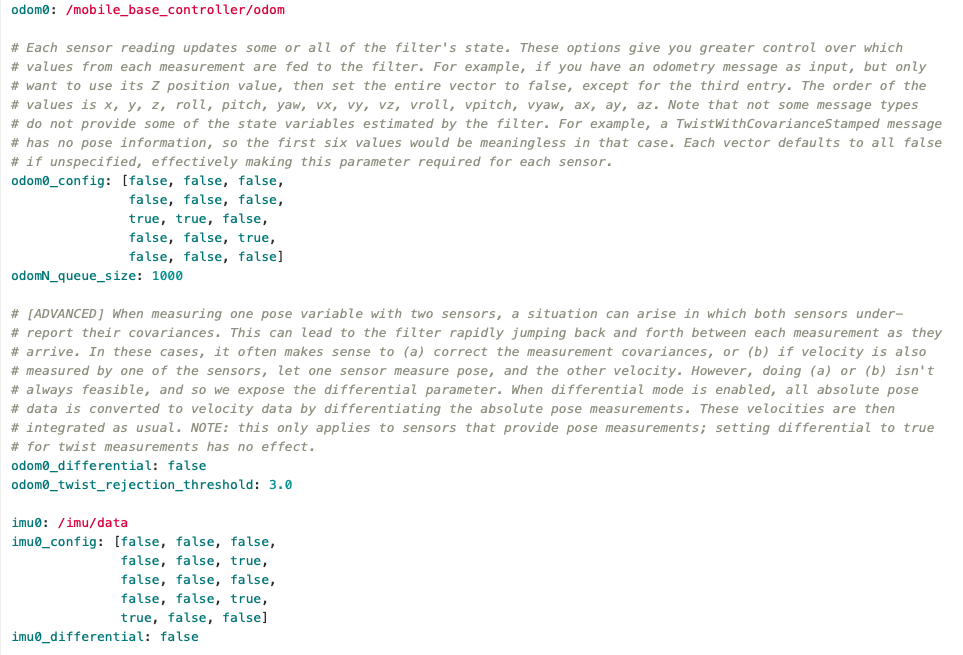 odom0: /mobile_base_controller/odom
# Each sensor reading updates some or all of the filter's state. These options give you greater control over which
# values from each measurement are fed to the filter. For example, if you have an odometry message as input, but only
# want to use its Z position value, then set the entire vector to false, except for the third entry. The order of the
# values is x, y, z, roll, pitch, yaw, vx, vy, vz, vroll, vpitch, vyaw, ax, ay, az. Note that not some message types
# do not provide some of the state variables estimated by the filter. For example, a TwistWithCovarianceStamped message
# has no pose information, so the first six values would be meaningless in that case. Each vector defaults to all false
# if unspecified, effectively making this parameter required for each sensor.
odom0_config: [false, false, false,
false, false, false,
true, true, false,
false, false, true,
false, false, false]
odomN_queue_size: 1000
# [ADVANCED] When measuring one pose variable with two sensors, a situation can arise in which both sensors under-
# report their covariances. This can lead to the filter rapidly jumping back and forth between each measurement as they
# arrive. In these cases, it often makes sense to (a) correct the measurement covariances, or (b) if velocity is also
# measured by one of the sensors, let one sensor measure pose, and the other velocity. However, doing (a) or (b) isn't
# always feasible, and so we expose the differential parameter. When differential mode is enabled, all absolute pose
# data is converted to velocity data by differentiating the absolute pose measurements. These velocities are then
# integrated as usual. NOTE: this only applies to sensors that provide pose measurements; setting differential to true
# for twist measurements has no effect.
odom0_differential: false
odom0_twist_rejection_threshold: 3.0
imu0: /imu/data
imu0_config: [false, false, false,
false, false, true,
false, false, false,
false, false, true,
true, false, false]
imu0_differential: false